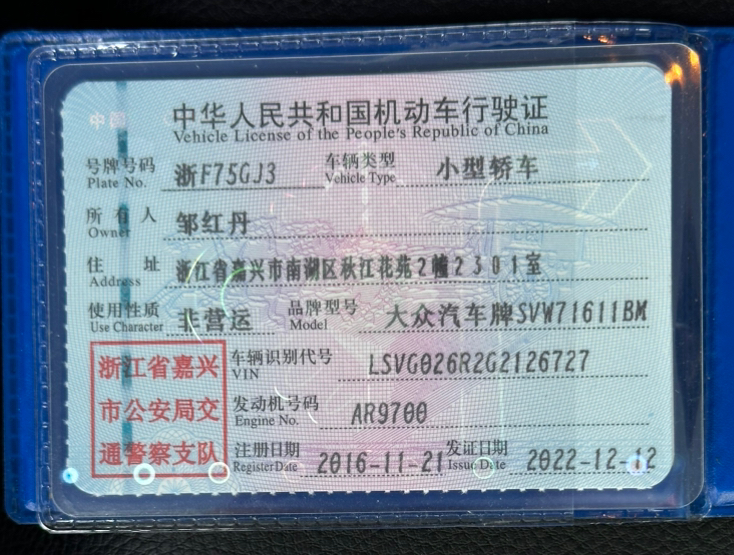 中国
中华人民共和国机动车行驶证
Vehicle License of the People's Republic of China
号牌号码 浙F75GJ3 车辆类型 小型轿车
Plate No. Vehicle Type
所有人 邹红丹
Owner
住址 浙江省嘉兴市南湖区秋江花苑2幢2301室
Address
使用性质 非营运 品牌型号 大众汽车牌SVW71611BM
Use Character Model
浙江省嘉兴
市公安局交
通警察支队
车辆识别代号 LSVG026R2G2126727
VIN
发动机号码 AR9700
Engine No.
注册日期 2016-11-21 发证日期 2022-12-12
Register Date Issue Date